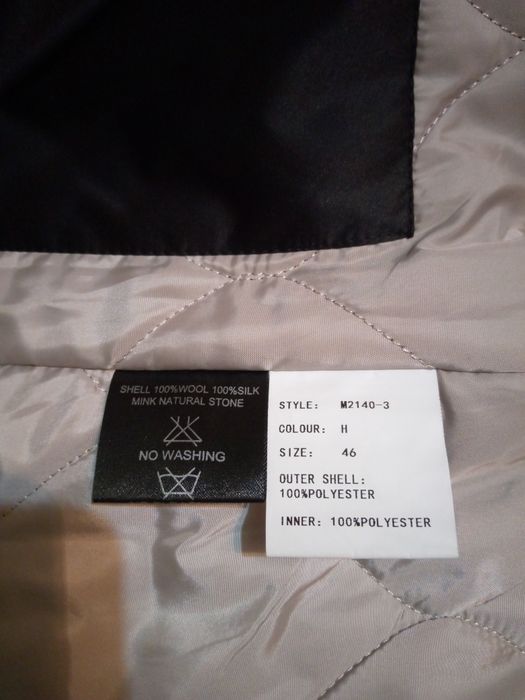 SHELL 100%WOOL 100%SILK
MINK NATURAL STONE
NO WASHING
STYLE: M2140-3
COLOUR: H
SIZE: 46
OUTER SHELL:
100%POLYESTER
INNER: 100%POLYESTER